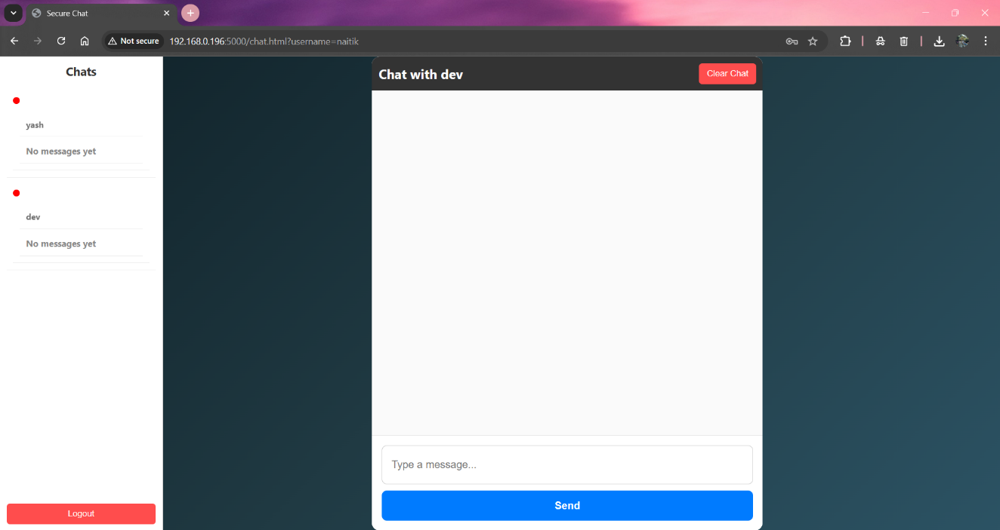 Secure Chat
Not secure
192.168.0.196:5000/chat.html?username=naitik
Chats
yash
No messages yet
dev
No messages yet
Logout
Chat with dev
Clear Chat
Type a message...
Send